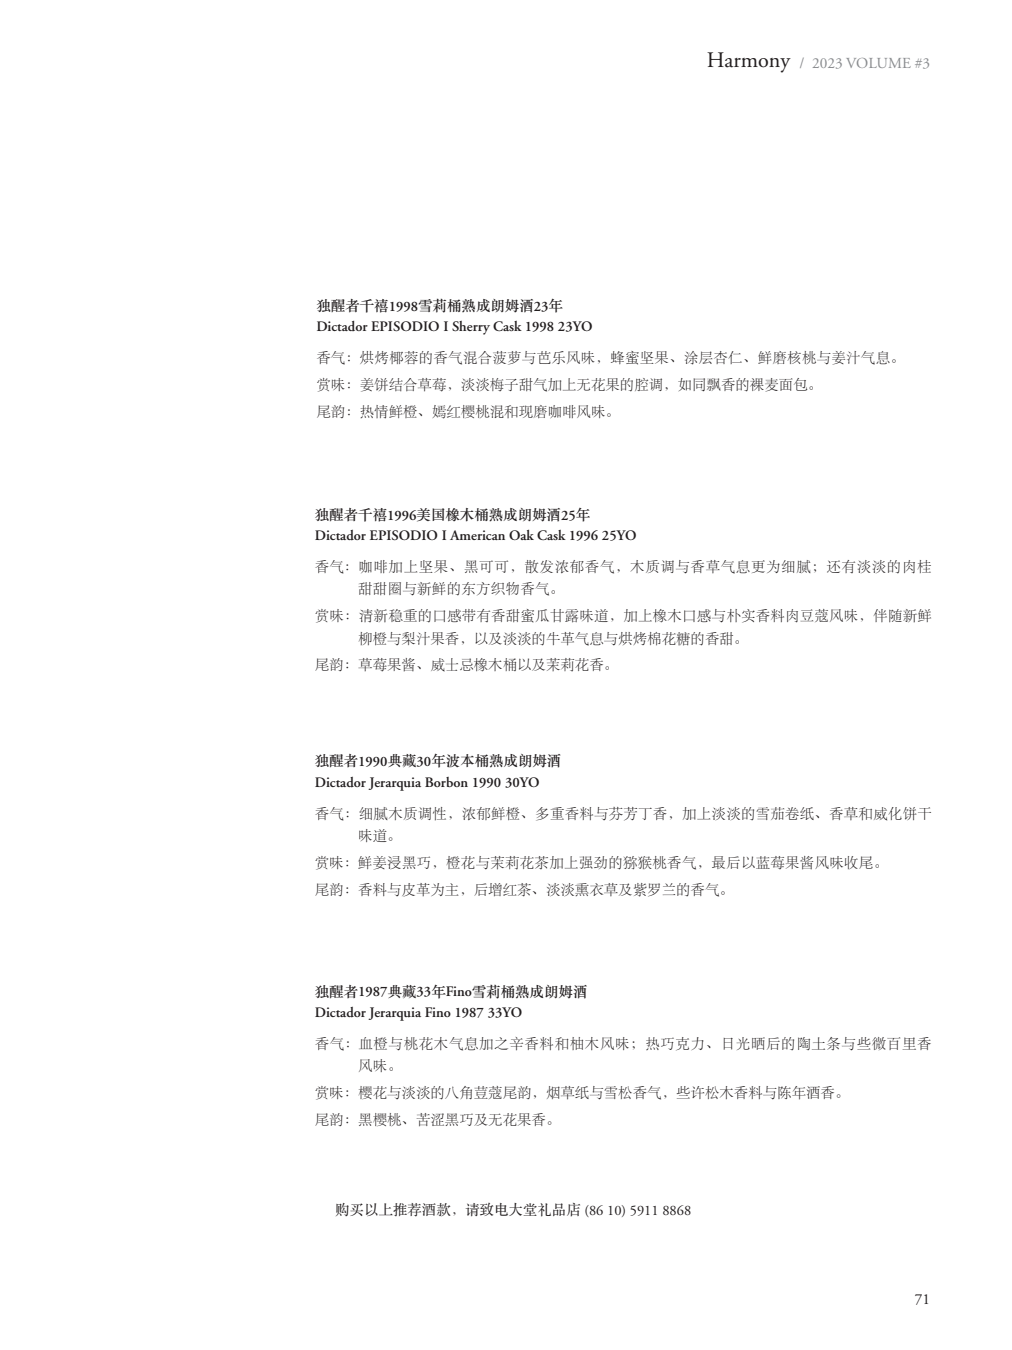 Harmony / 2023 VOLUME #3
独醒者千禧1998雪莉桶熟成朗姆酒23年
Dictador EPISODIO I Sherry Cask 1998 23YO
香气：烘烤椰蓉的香气混合菠萝与芭乐风味，蜂蜜坚果、涂层杏仁、鲜磨核桃与姜汁气息。
赏味：姜饼结合草莓，淡淡梅子甜气加上无花果的腔调，如同飘香的裸麦面包。
尾韵：热情鲜橙、嫣红樱桃混和现磨咖啡风味。
独醒者千禧1996美国橡木桶熟成朗姆酒25年
Dictador EPISODIO I American Oak Cask 1996 25YO
香气：咖啡加上坚果、黑可可，散发浓郁香气，木质调与香草气息更为细腻；还有淡淡的肉桂
甜甜圈与新鲜的东方织物香气。
赏味：清新稳重的口感带有香甜蜜瓜甘露味道，加上橡木口感与朴实香料肉豆蔻风味，伴随新鲜
柳橙与梨汁果香，以及淡淡的牛革气息与烘烤棉花糖的香甜。
尾韵：草莓果酱、威士忌橡木桶以及茉莉花香。
独醒者1990典藏30年波本桶熟成朗姆酒
Dictador Jerarquia Borbon 1990 30YO
香气：细腻木质调性，浓郁鲜橙、多重香料与芬芳丁香，加上淡淡的雪茄卷纸、香草和威化饼干
味道。
赏味：鲜姜浸黑巧，橙花与茉莉花茶加上强劲的猕猴桃香气，最后以蓝莓果酱风味收尾。
尾韵：香料与皮革为主，后增红茶、淡淡熏衣草及紫罗兰的香气。
独醒者1987典藏33年Fino雪莉桶熟成朗姆酒
Dictador Jerarquia Fino 1987 33YO
香气：血橙与桃花木气息加之辛香料和柚木风味；热巧克力、日光晒后的陶土条与些微百里香
风味。
赏味：樱花与淡淡的八角荳蔻尾韵，烟草纸与雪松香气，些许松木香料与陈年酒香。
尾韵：黑樱桃、苦涩黑巧及无花果香。
购买以上推荐酒款，请致电大堂礼品店 (86 10) 5911 8868
71